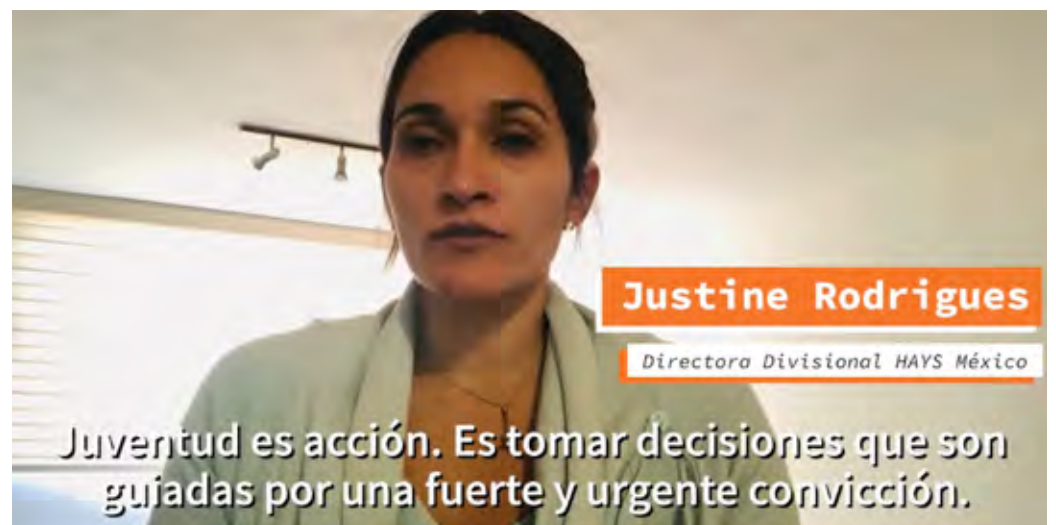 Justine Rodrigues
Directora Divisional HAYS México
Juventud es acción. Es tomar decisiones que son
guiadas por una fuerte y urgente convicción.